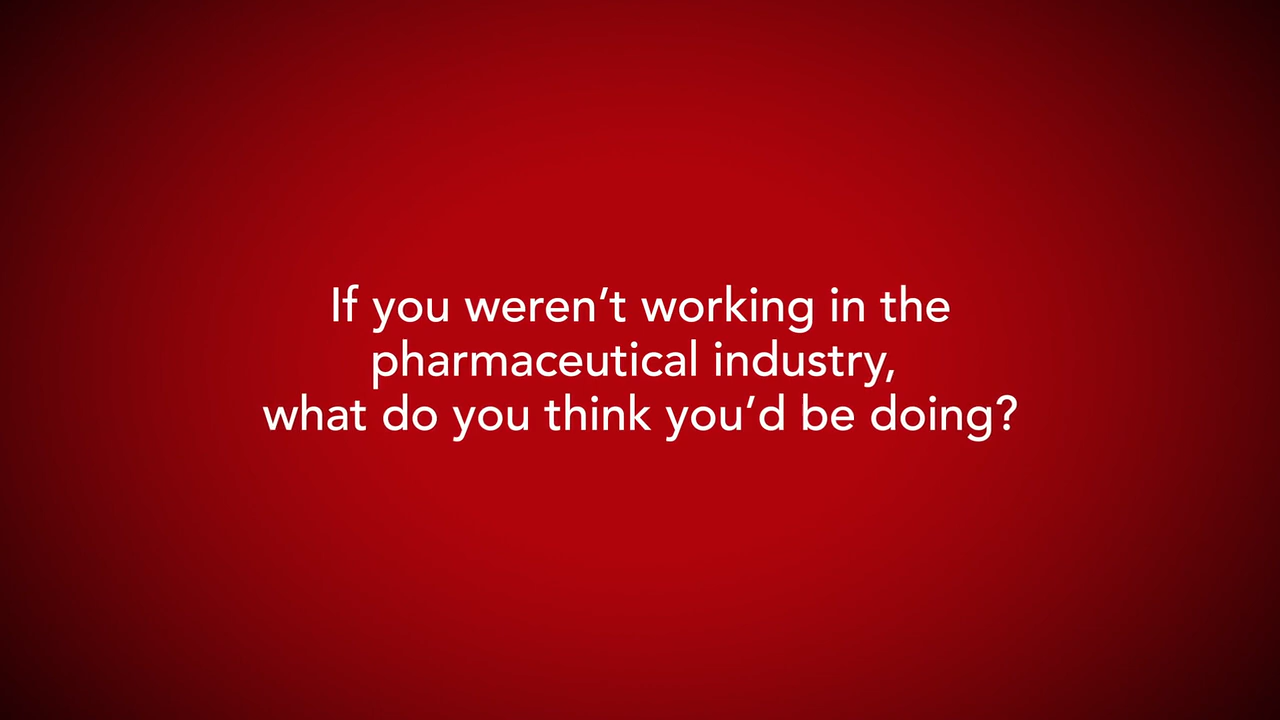 If you weren’t working in the
pharmaceutical industry,
what do you think you’d be doing?